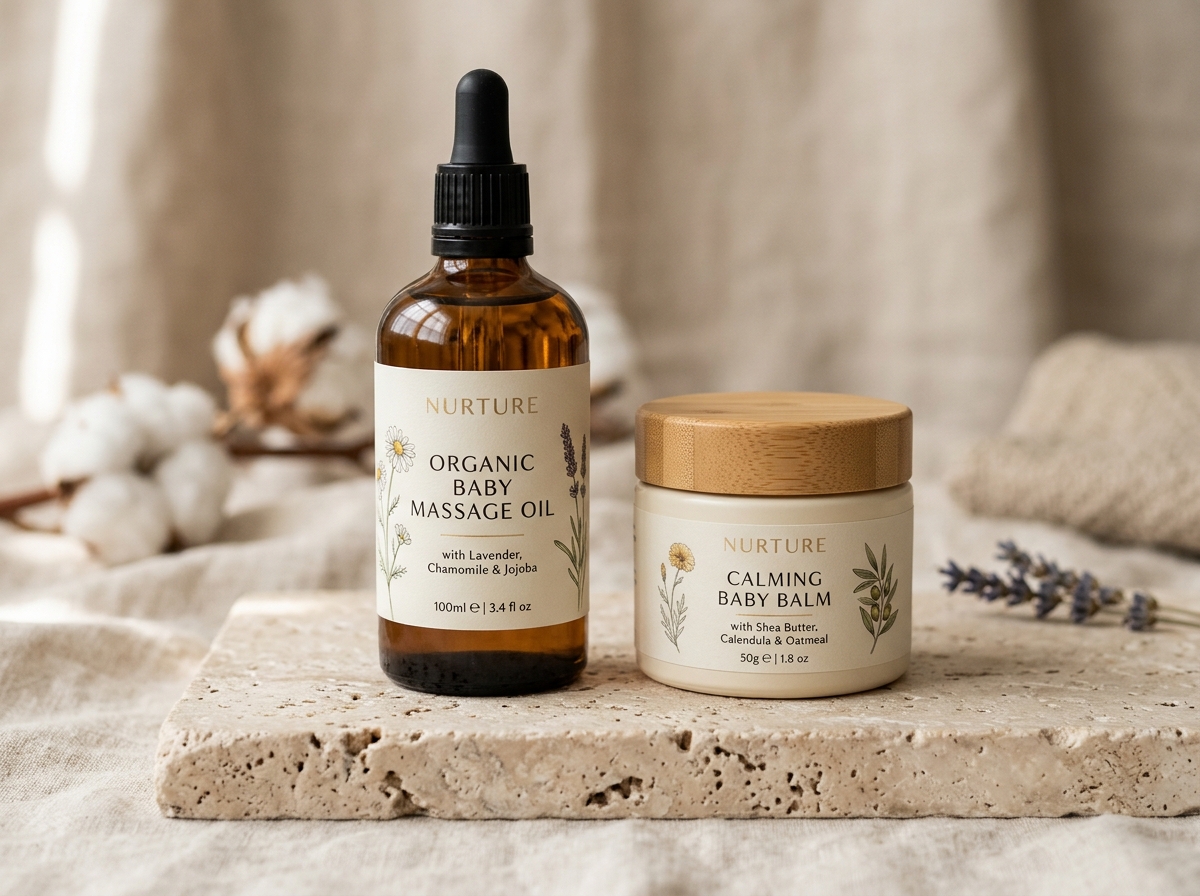 NURTURE
ORGANIC
BABY
MASSAGE OIL
with Lavender,
Chamomile & Jojoba
100ml ℮ | 3.4 fl oz
NURTURE
CALMING
BABY BALM
with Shea Butter,
Calendula & Oatmeal
50g ℮ | 1.8 oz